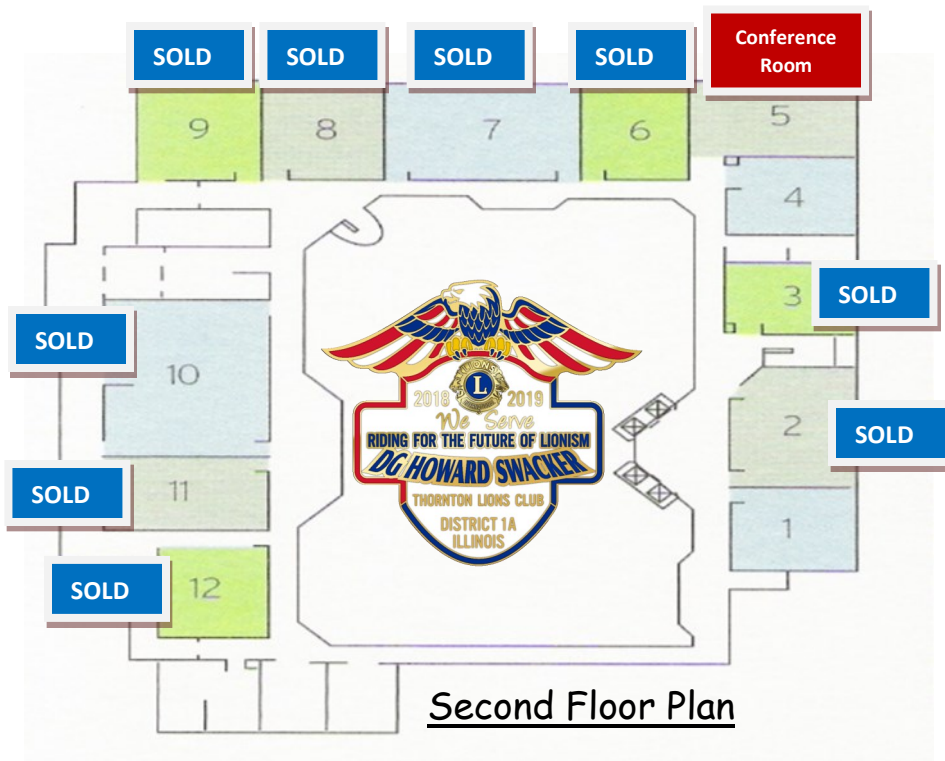 SOLD
SOLD
SOLD
SOLD
Conference
Room
9
8
7
6
5
4
3
SOLD
SOLD
10
2
SOLD
11
SOLD
1
12
SOLD
LIONS
L
2018 2019
We Serve
RIDING FOR THE FUTURE OF LIONISM
DG HOWARD SWACKER
THORNTON LIONS CLUB
DISTRICT 1A
ILLINOIS
Second Floor Plan